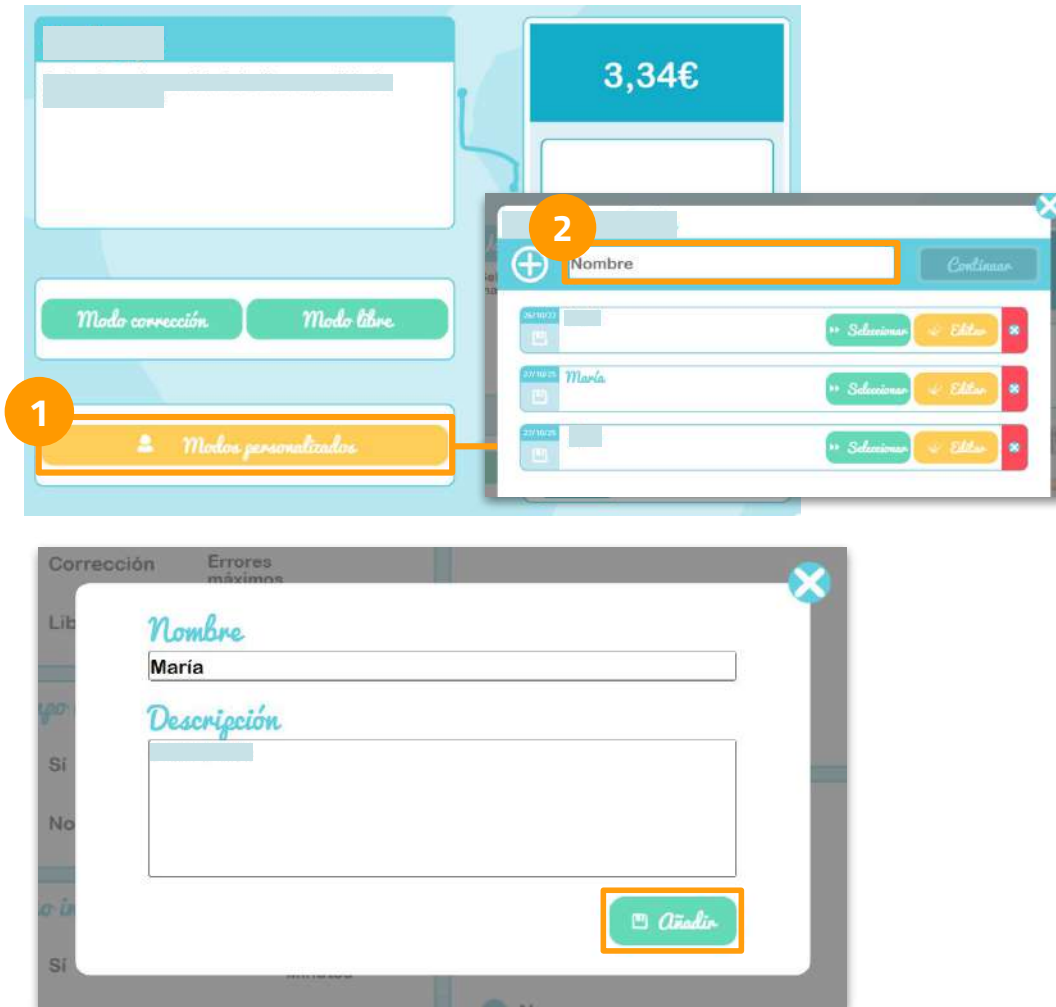 3,34€
2
Nombre
Continuar
Modo corrección
Modo libre
Seleccionar
Editar
María
Seleccionar
Editar
1
Modos personalizados
Seleccionar
Editar
Corrección
Errores
máximos
Nombre
María
Descripción
Sí
No
Añadir
Sí